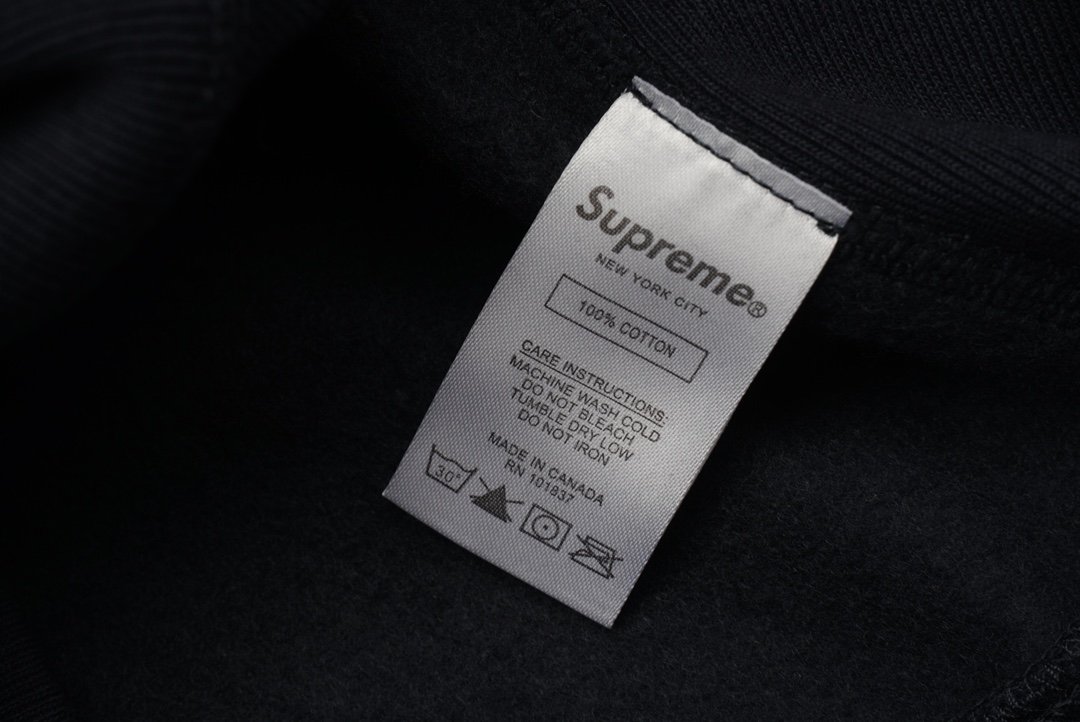 Supreme®
NEW YORK CITY
100% COTTON
CARE INSTRUCTIONS:
MACHINE WASH COLD
DO NOT BLEACH
TUMBLE DRY LOW
DO NOT IRON
MADE IN CANADA
RN 101837
30°